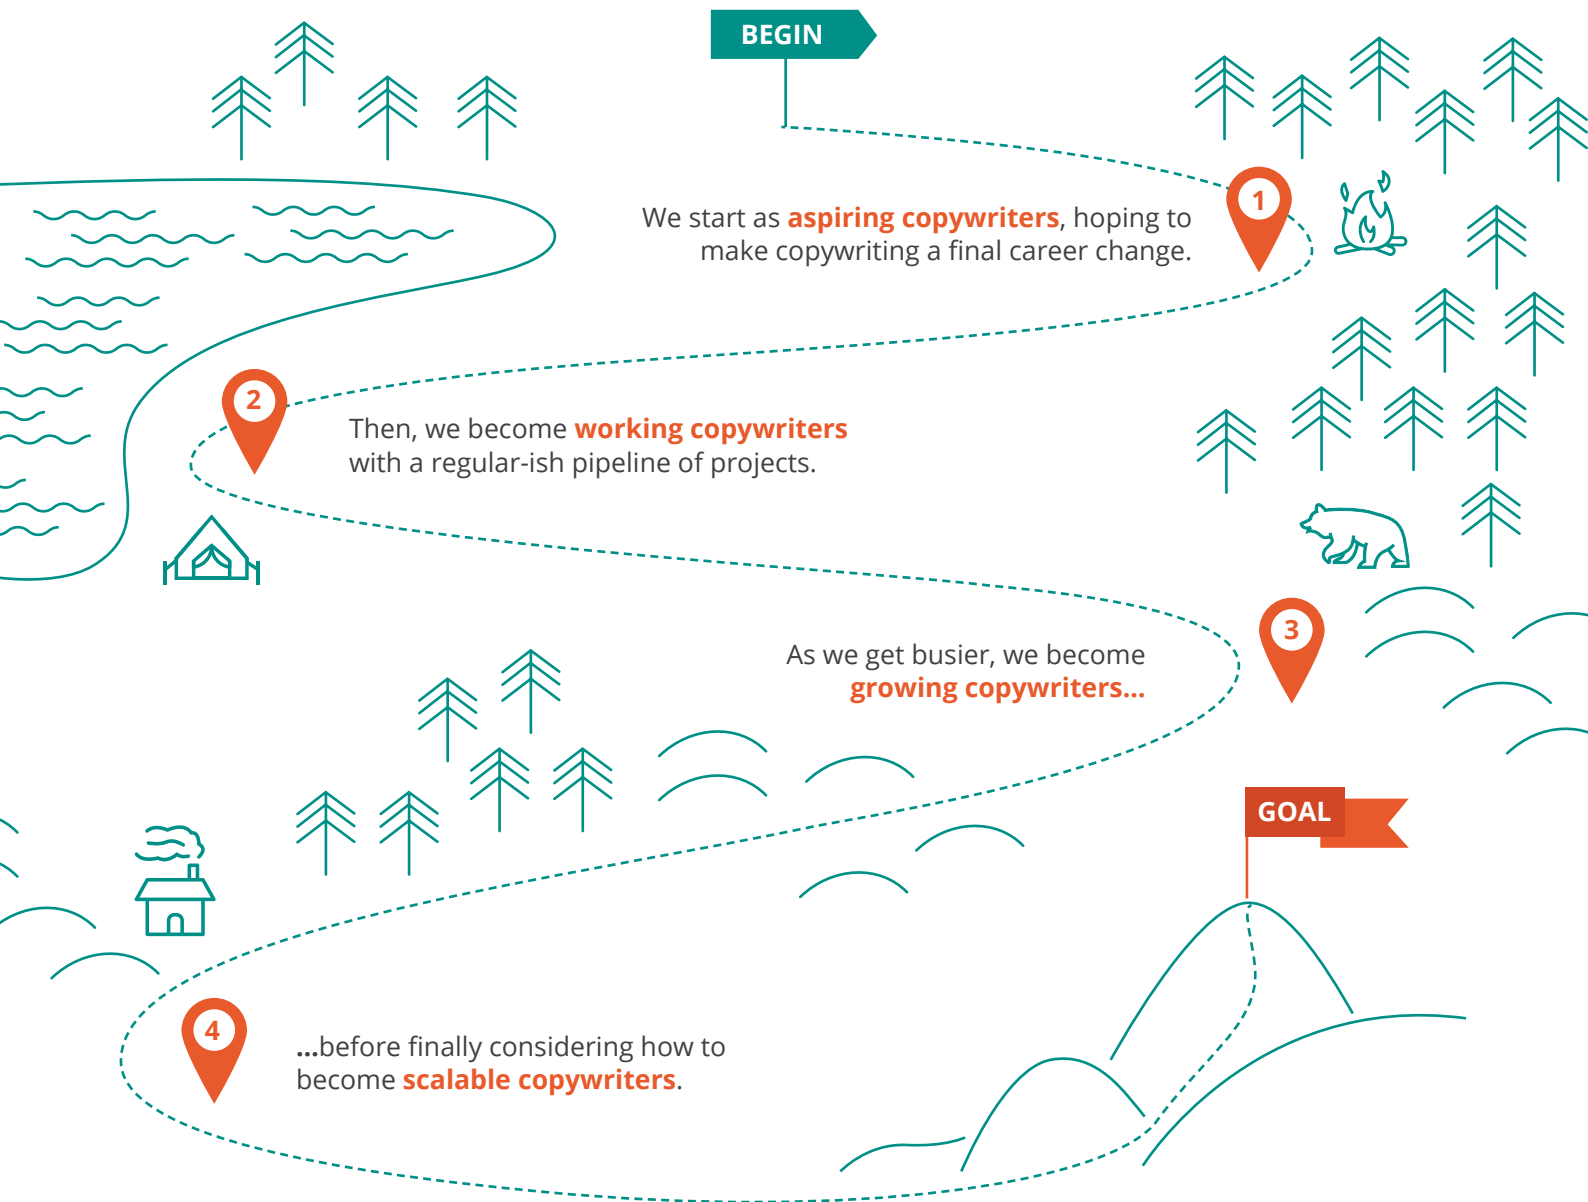 BEGIN
1
We start as aspiring copywriters, hoping to
make copywriting a final career change.
2
Then, we become working copywriters
with a regular-ish pipeline of projects.
3
As we get busier, we become
growing copywriters...
GOAL
4
...before finally considering how to
become scalable copywriters.